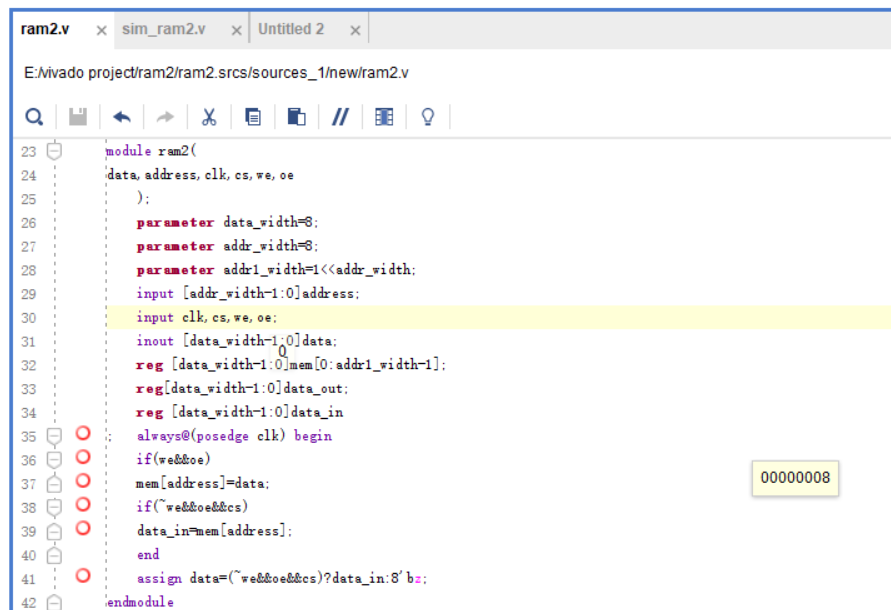 ram2.v × sim_ram2.v × Untitled 2 ×
E:/vivado project/ram2/ram2.srcs/sources_1/new/ram2.v
23 module ram2(
24 data,address,clk,cs,we,oe
25 );
26 parameter data_width=8;
27 parameter addr_width=8;
28 parameter addr1_width=1<<addr_width;
29 input [addr_width-1:0]address;
30 input clk,cs,we,oe;
31 inout [data_width-1:0]data;
0
32 reg [data_width-1:0]mem[0:addr1_width-1];
33 reg[data_width-1:0]data_out;
34 reg [data_width-1:0]data_in
35 ; always@(posedge clk) begin
36 if(we&&oe)
37 mem[address]=data;
00000008
38 if(~we&&oe&&cs)
39 data_in=mem[address];
40 end
41 assign data=(~we&&oe&&cs)?data_in:8'bz;
42 endmodule